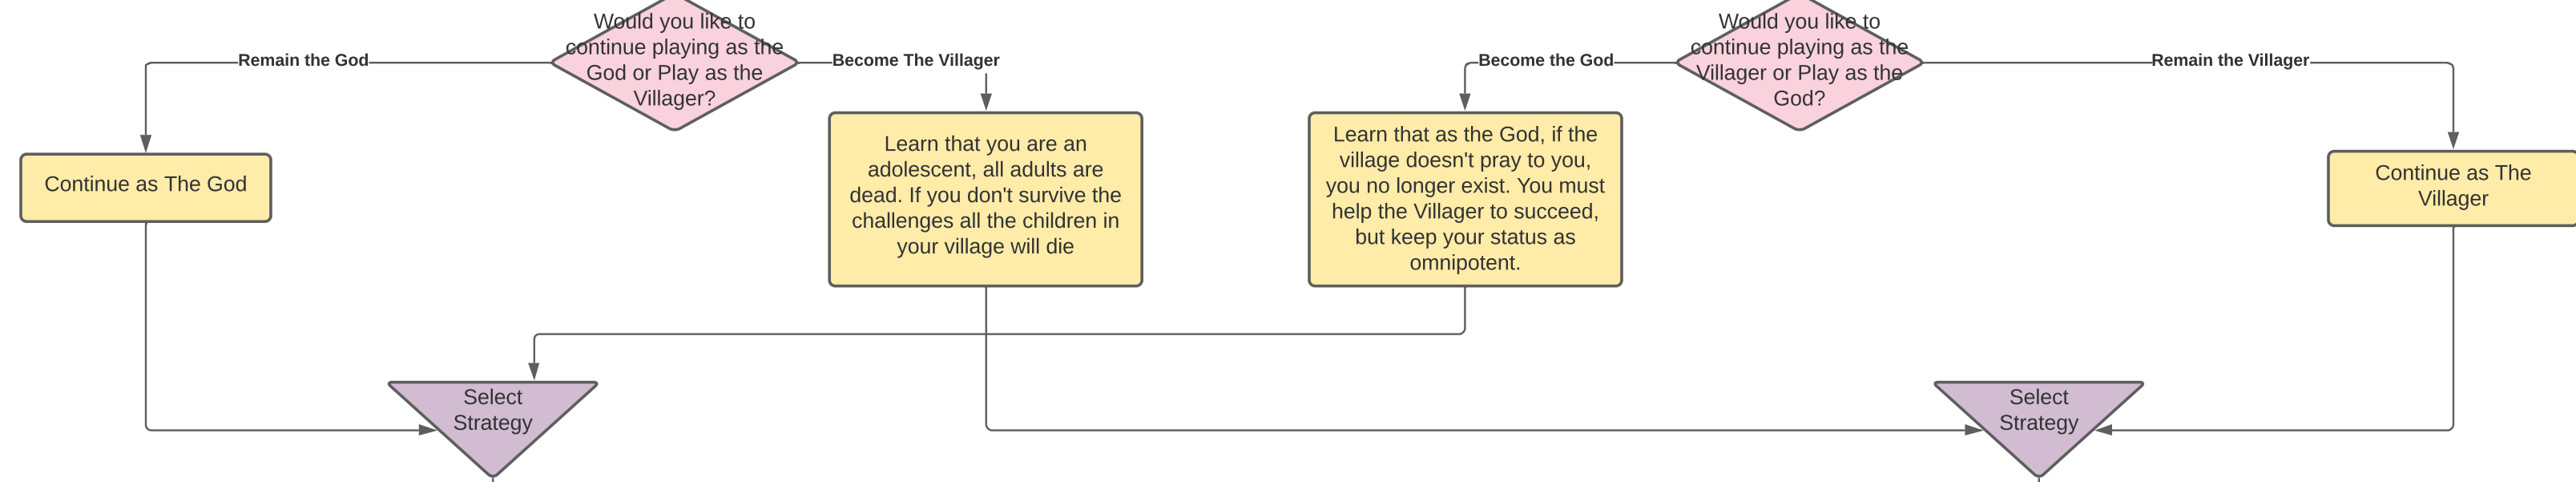 Would you like to
continue playing as the
God or Play as the
Villager?
Would you like to
continue playing as the
Villager or Play as the
God?
Remain the God
Become The Villager
Become the God
Remain the Villager
Continue as The God
Learn that you are an
adolescent, all adults are
dead. If you don't survive the
challenges all the children in
your village will die
Learn that as the God, if the
village doesn't pray to you,
you no longer exist. You must
help the Villager to succeed,
but keep your status as
omnipotent.
Continue as The
Villager
Select
Strategy
Select
Strategy